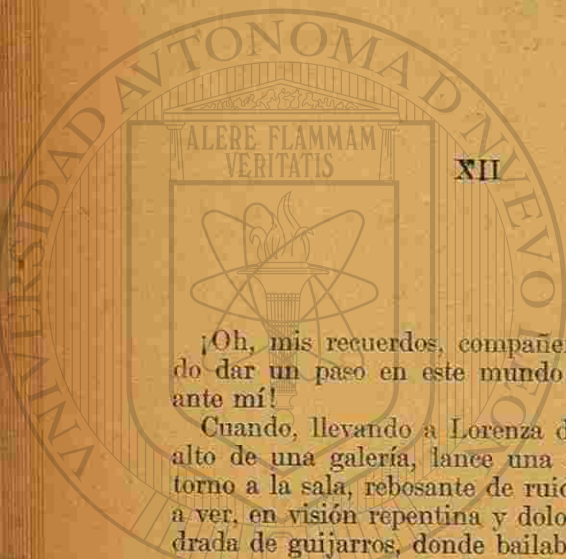 UNIVERSIDAD AUTONOMA DE NUEVO
ALERE FLAMMAM
VERITATIS
XII
¡Oh, mis recuerdos, compañe
do dar un paso en este mundo
ante mí!
Cuando, llevando a Lorenza d
alto de una galería, lance una
torno a la sala, rebosante de ruid
a ver, en visión repentina y dolo
drada de guijarros, donde bailab